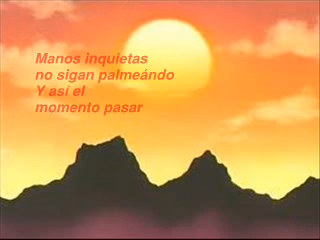 Manos inquietas
no sigan palmeándo
Y así el
momento pasar